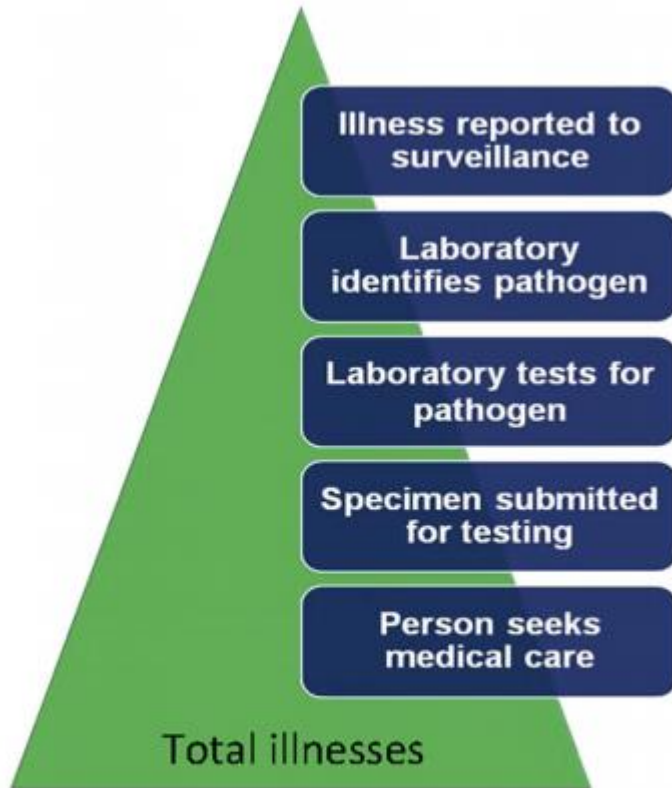 Illness reported to
surveillance
Laboratory
identifies pathogen
Laboratory tests for
pathogen
Specimen submitted
for testing
Person seeks
medical care
Total illnesses